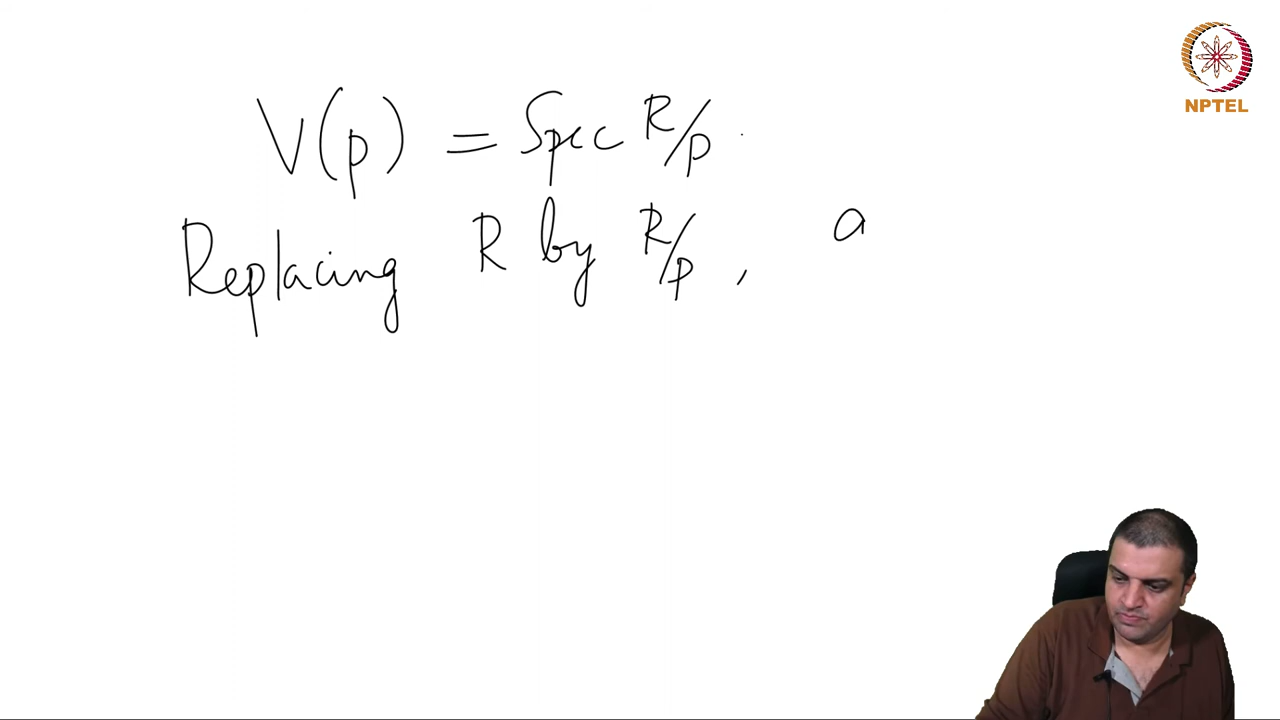 V(p) = Spec R/p.
Replacing R by R/p, a
NPTEL